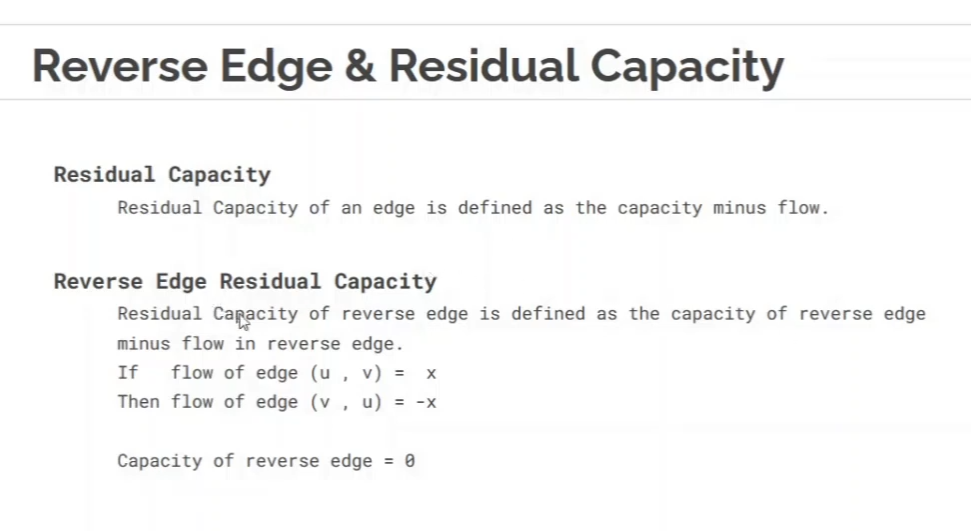 Reverse Edge & Residual Capacity
Residual Capacity
Residual Capacity of an edge is defined as the capacity minus flow.
Reverse Edge Residual Capacity
Residual Capacity of reverse edge is defined as the capacity of reverse edge
minus flow in reverse edge.
If   flow of edge (u , v) =  x
Then flow of edge (v , u) = -x
Capacity of reverse edge = 0